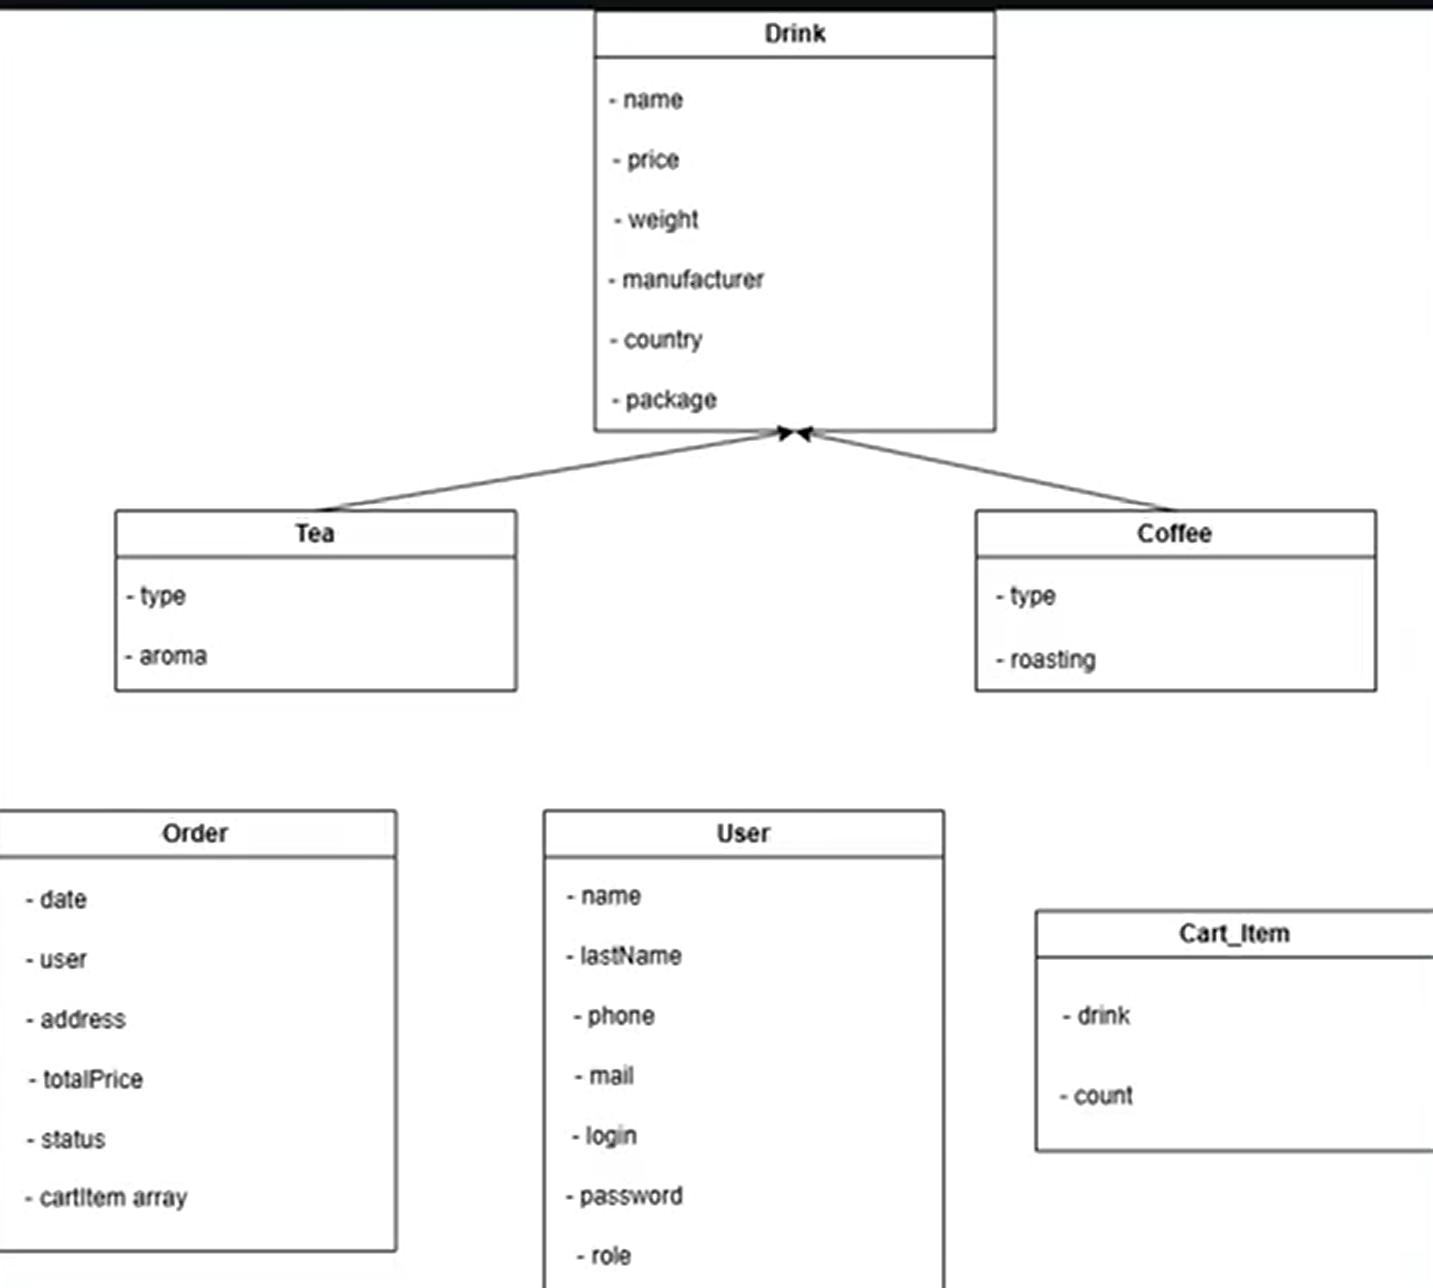 Drink
- name
- price
- weight
- manufacturer
- country
- package
Tea
- type
- aroma
Coffee
- type
- roasting
Order
- date
- user
- address
- totalPrice
- status
- cartItem array
User
- name
- lastName
- phone
- mail
- login
- password
- role
Cart_Item
- drink
- count